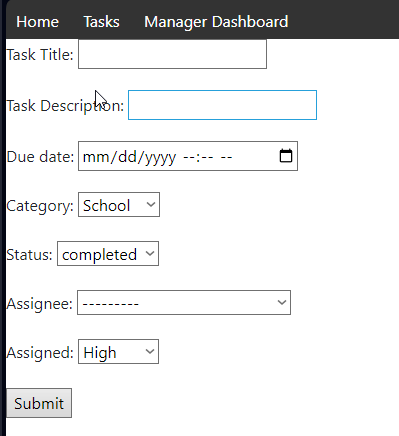 Home Tasks Manager Dashboard
Task Title:
Task Description:
Due date: mm/dd/yyyy --:-- --
Category: School
Status: completed
Assignee: ---------
Assigned: High
Submit